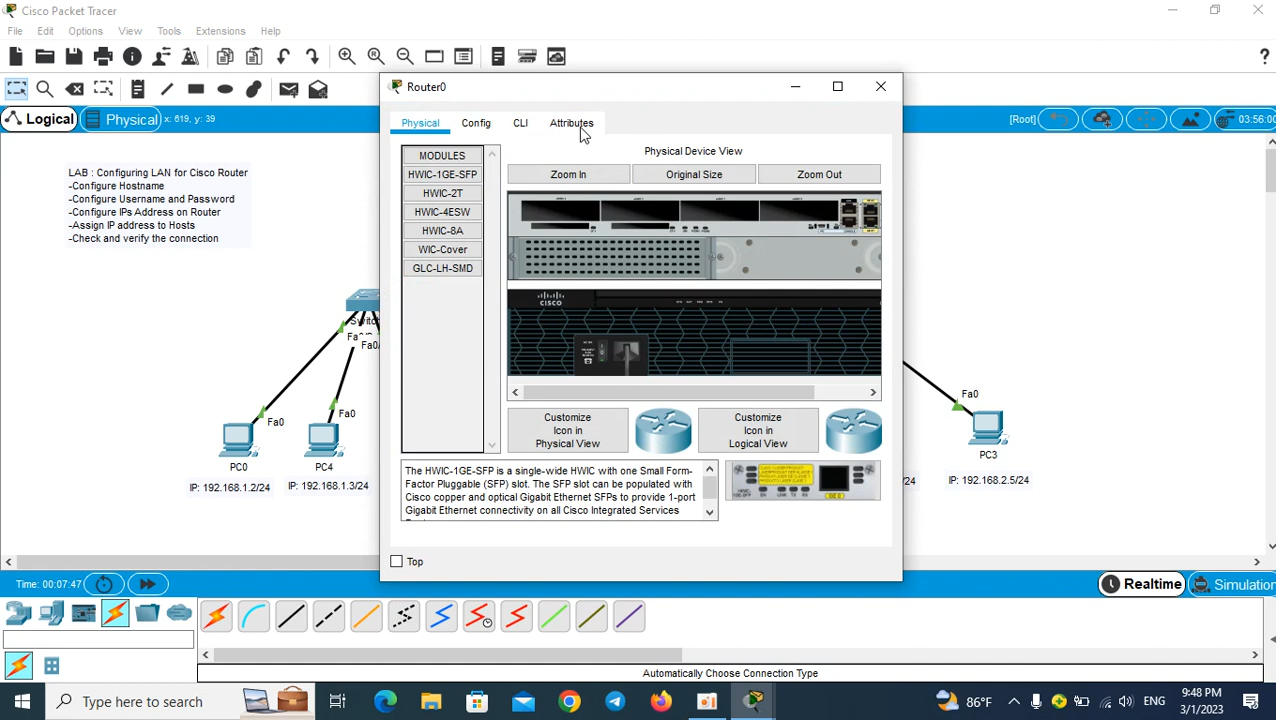 Cisco Packet Tracer
File Edit Options View Tools Extensions Help
Logical Physical x: 619, y: 39
[Root] 03:56:00
LAB : Configuring LAN for Cisco Router
-Configure Hostname
-Configure Username and Password
-Configure IPs Address on Router
-Assign IP address to Hosts
-Check and verify the connection
Fa0
PC0
IP: 192.168.1.2/24
Fa0
PC4
IP: 192.168.1.3/24
Fa0
PC3
IP: 192.168.2.5/24
Router0
Physical Config CLI Attributes
MODULES
HWIC-1GE-SFP
HWIC-2T
HWIC-4ESW
HWIC-8A
WIC-Cover
GLC-LH-SMD
Physical Device View
Zoom In Original Size Zoom Out
CISCO
Customize
Icon in
Physical View
Customize
Icon in
Logical View
The HWIC-1GE-SFP is a single-wide HWIC with one Small Form-
Factor Pluggable (SFP) slot. The SFP slot can be populated with
Cisco copper and optical Gigabit Ethernet SFPs to provide 1-port
Gigabit Ethernet connectivity on all Cisco Integrated Services
Top
Time: 00:07:47
Realtime Simulation
Automatically Choose Connection Type
Type here to search
86°F
ENG
9:48 PM
3/1/2023